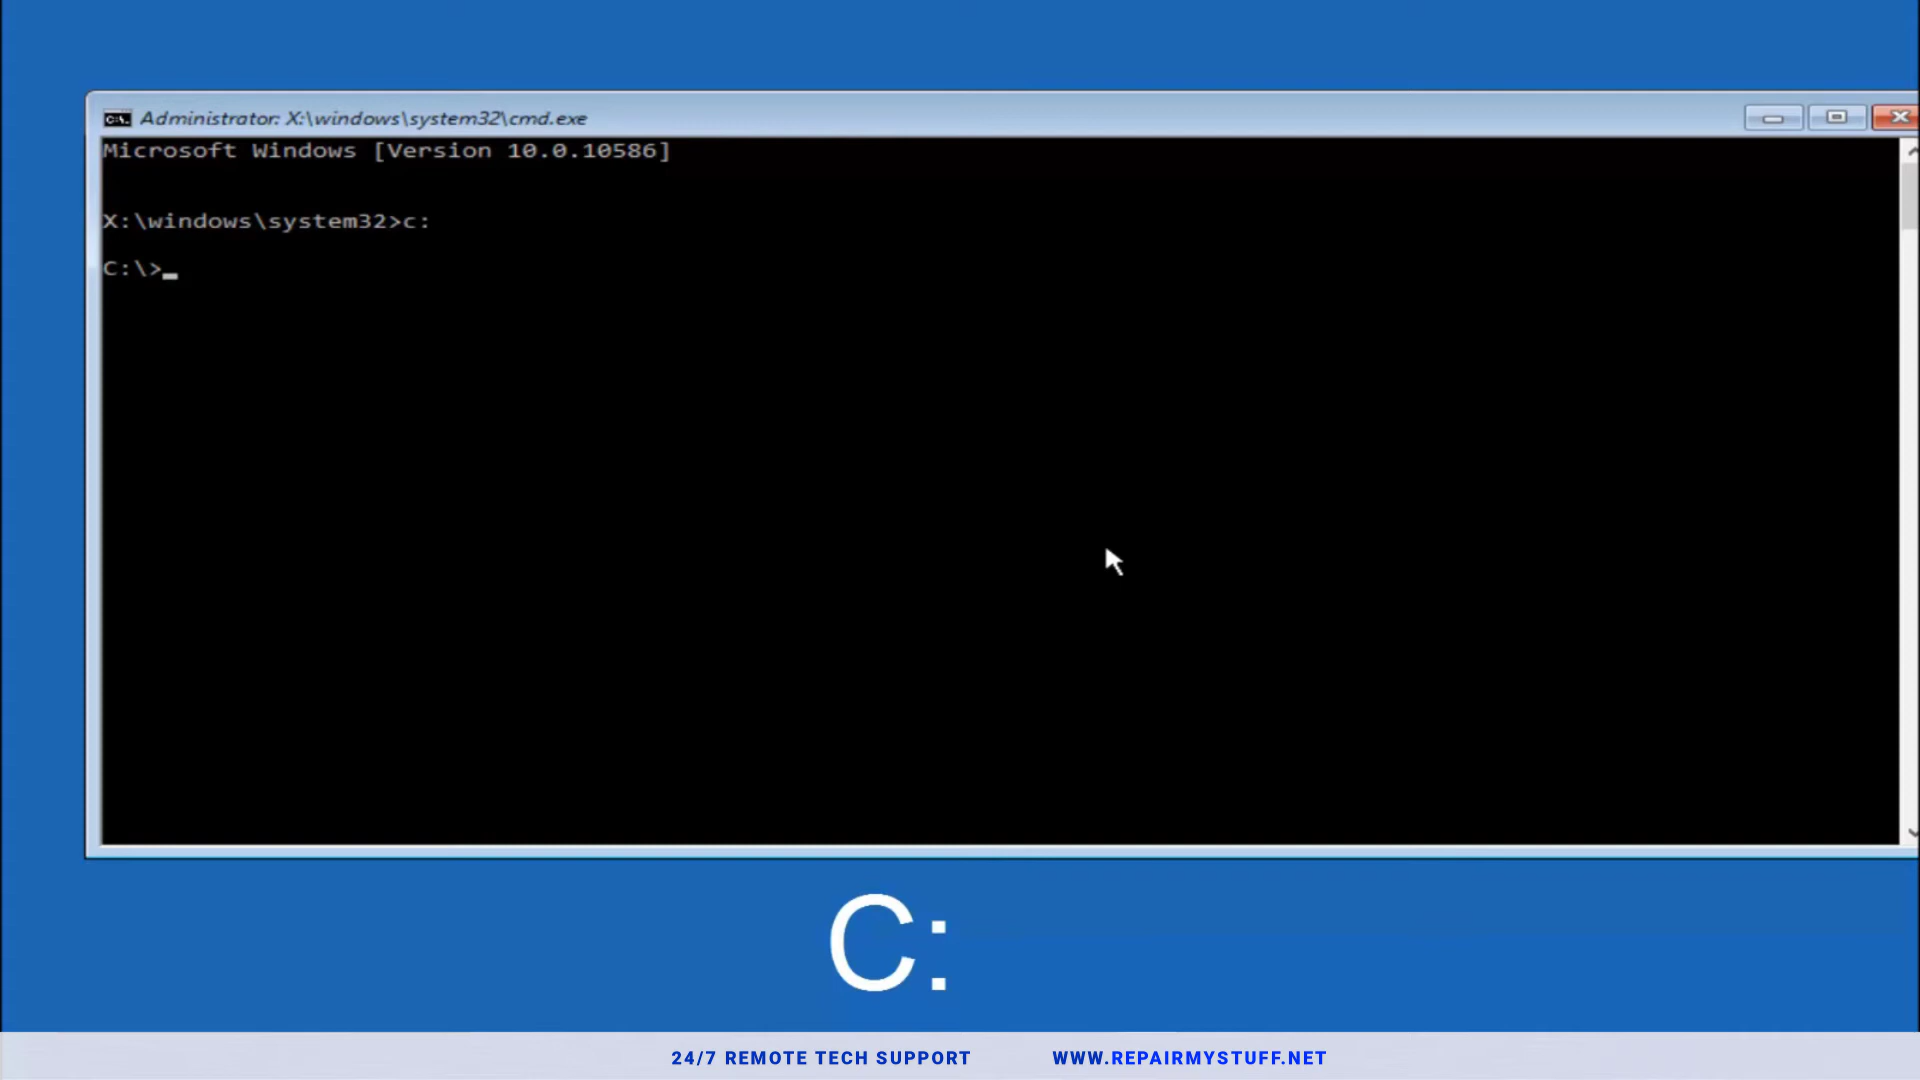 Administrator: X:\windows\system32\cmd.exe
Microsoft Windows [Version 10.0.10586]
X:\windows\system32>c:
C:\>_
C:
24/7 REMOTE TECH SUPPORT WWW.REPAIRMYSTUFF.NET